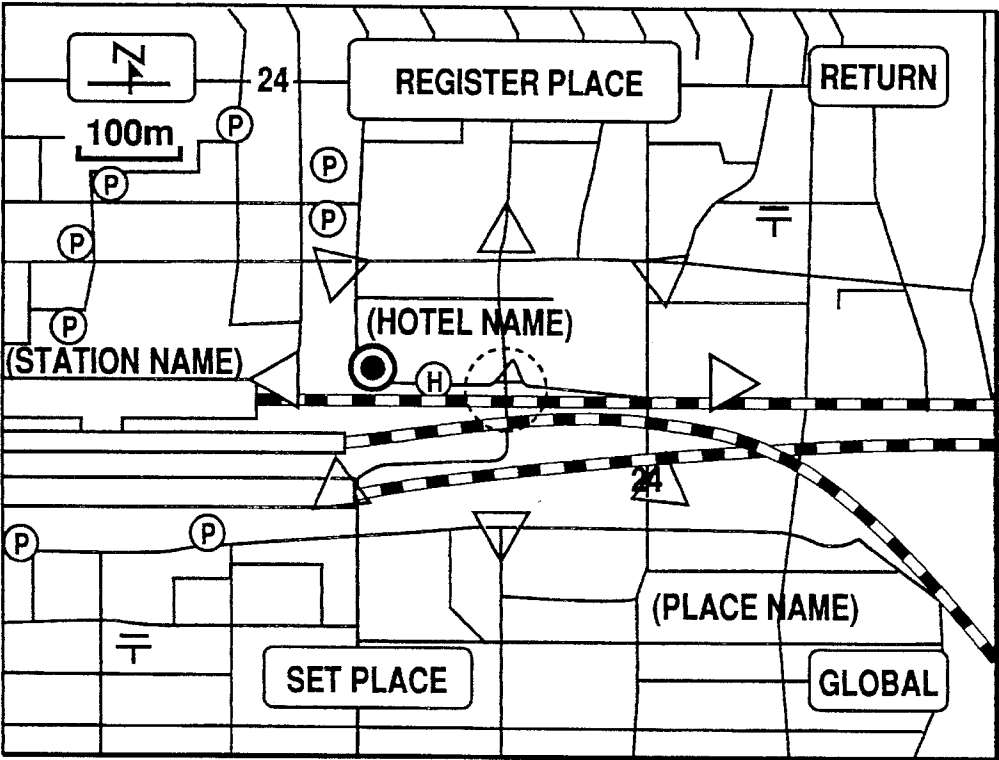 N
24
REGISTER PLACE
RETURN
100m
P
P
P
P
P
P
(HOTEL NAME)
(STATION NAME)
H
24
P
P
(PLACE NAME)
SET PLACE
GLOBAL